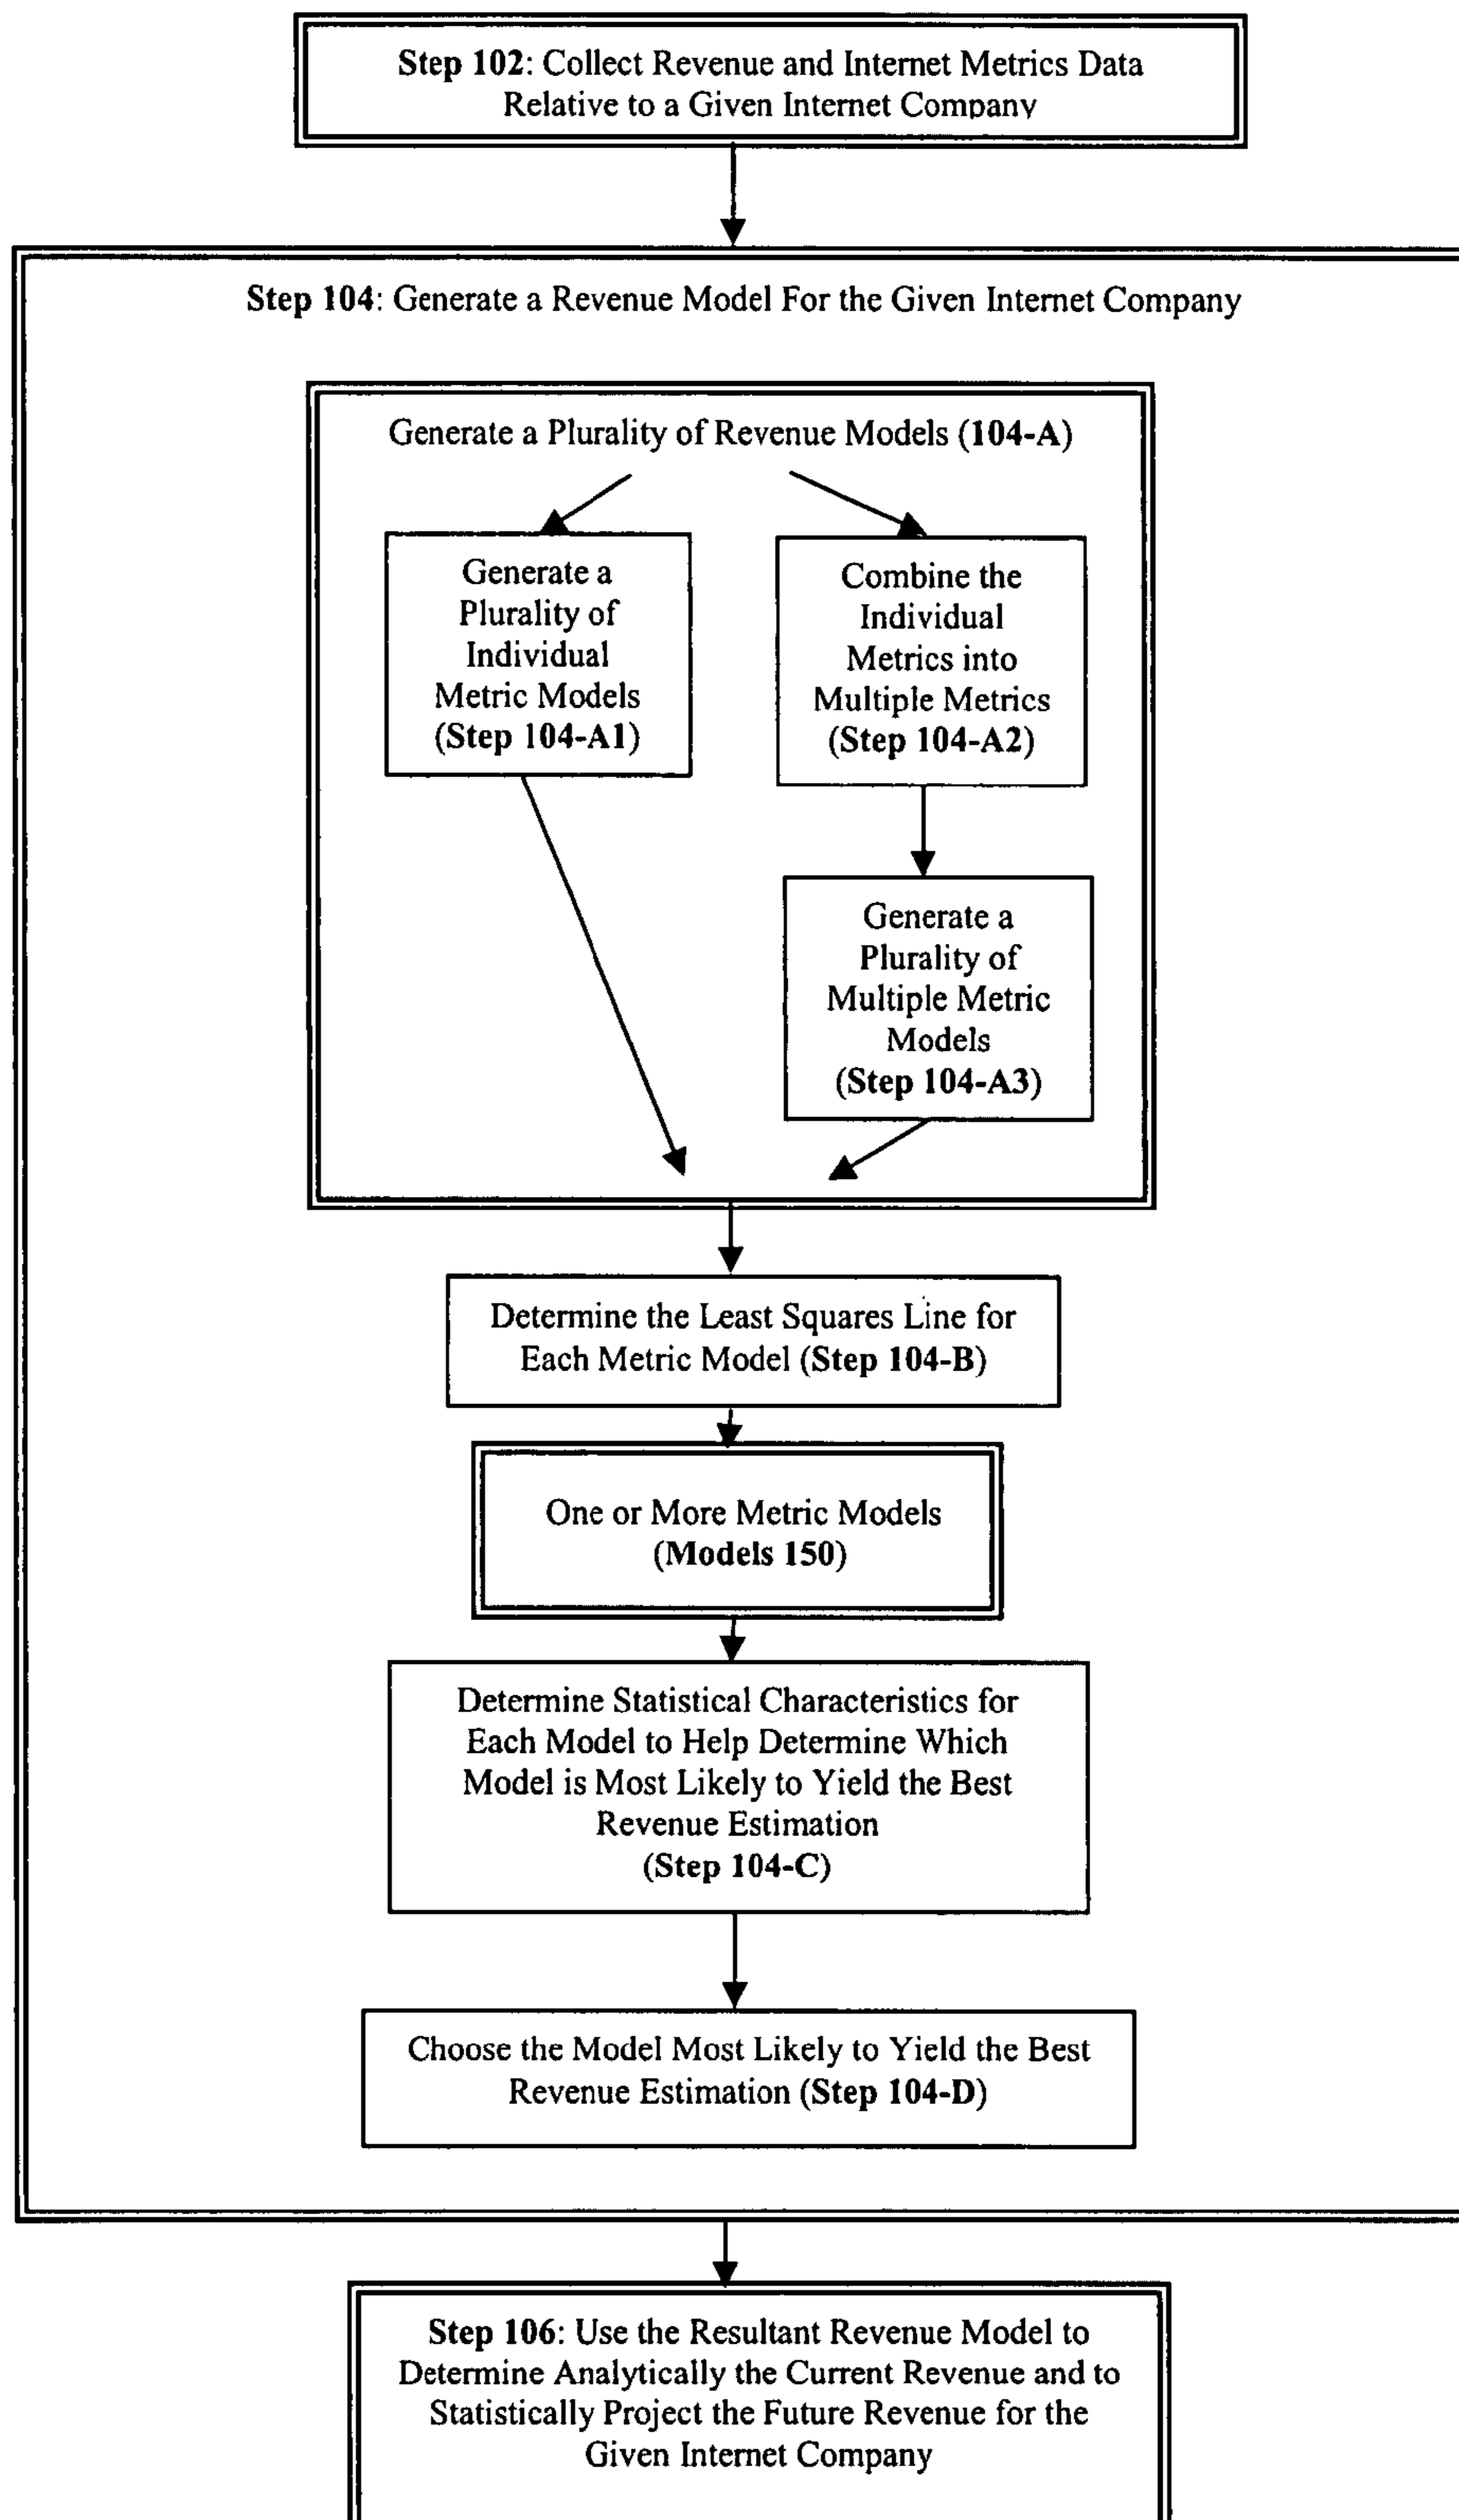 Step 102: Collect Revenue and Internet Metrics Data
Relative to a Given Internet Company
Step 104: Generate a Revenue Model For the Given Internet Company
Generate a Plurality of Revenue Models (104-A)
Generate a
Plurality of
Individual
Metric Models
(Step 104-A1)
Combine the
Individual
Metrics into
Multiple Metrics
(Step 104-A2)
Generate a
Plurality of
Multiple Metric
Models
(Step 104-A3)
Determine the Least Squares Line for
Each Metric Model (Step 104-B)
One or More Metric Models
(Models 150)
Determine Statistical Characteristics for
Each Model to Help Determine Which
Model is Most Likely to Yield the Best
Revenue Estimation
(Step 104-C)
Choose the Model Most Likely to Yield the Best
Revenue Estimation (Step 104-D)
Step 106: Use the Resultant Revenue Model to
Determine Analytically the Current Revenue and to
Statistically Project the Future Revenue for the
Given Internet Company